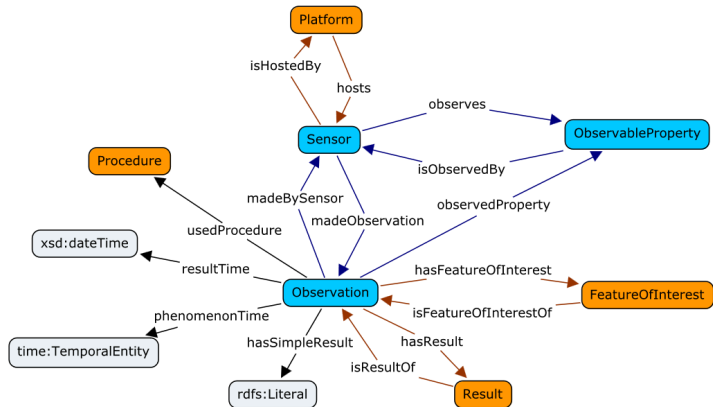 Platform
isHostedBy
hosts
observes
Sensor
ObservableProperty
Procedure
isObservedBy
madeBySensor
observedProperty
madeObservation
usedProcedure
xsd:dateTime
resultTime
hasFeatureOfInterest
Observation
FeatureOfInterest
phenomenonTime
isFeatureOfInterestOf
hasSimpleResult
hasResult
time:TemporalEntity
isResultOf
rdfs:Literal
Result